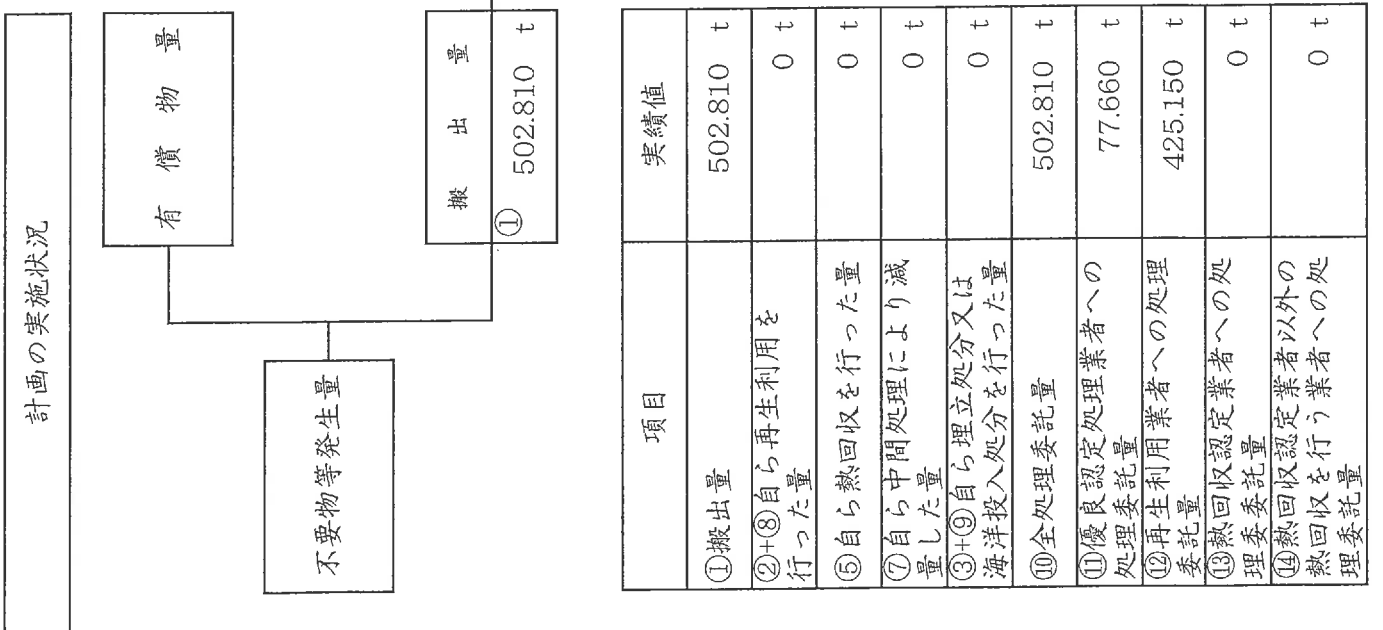 計画の実施状況
有償物量
不要物等発生量
搬出量
① 502.810 t
項目 実績値
①搬出量 502.810 t
②+⑧自ら再生利用を
行った量 0 t
⑤自ら熱回収を行った量 0 t
⑦自ら中間処理により減
量した量 0 t
③+⑨自ら埋立処分又は
海洋投入処分を行った量 0 t
⑩全処理委託量 502.810 t
⑪優良認定処理業者への
処理委託量 77.660 t
⑫再生利用業者への処理
委託量 425.150 t
⑬熱回収認定業者への処
理委託量 0 t
⑭熱回収認定業者以外の
熱回収を行う業者への処
理委託量 0 t